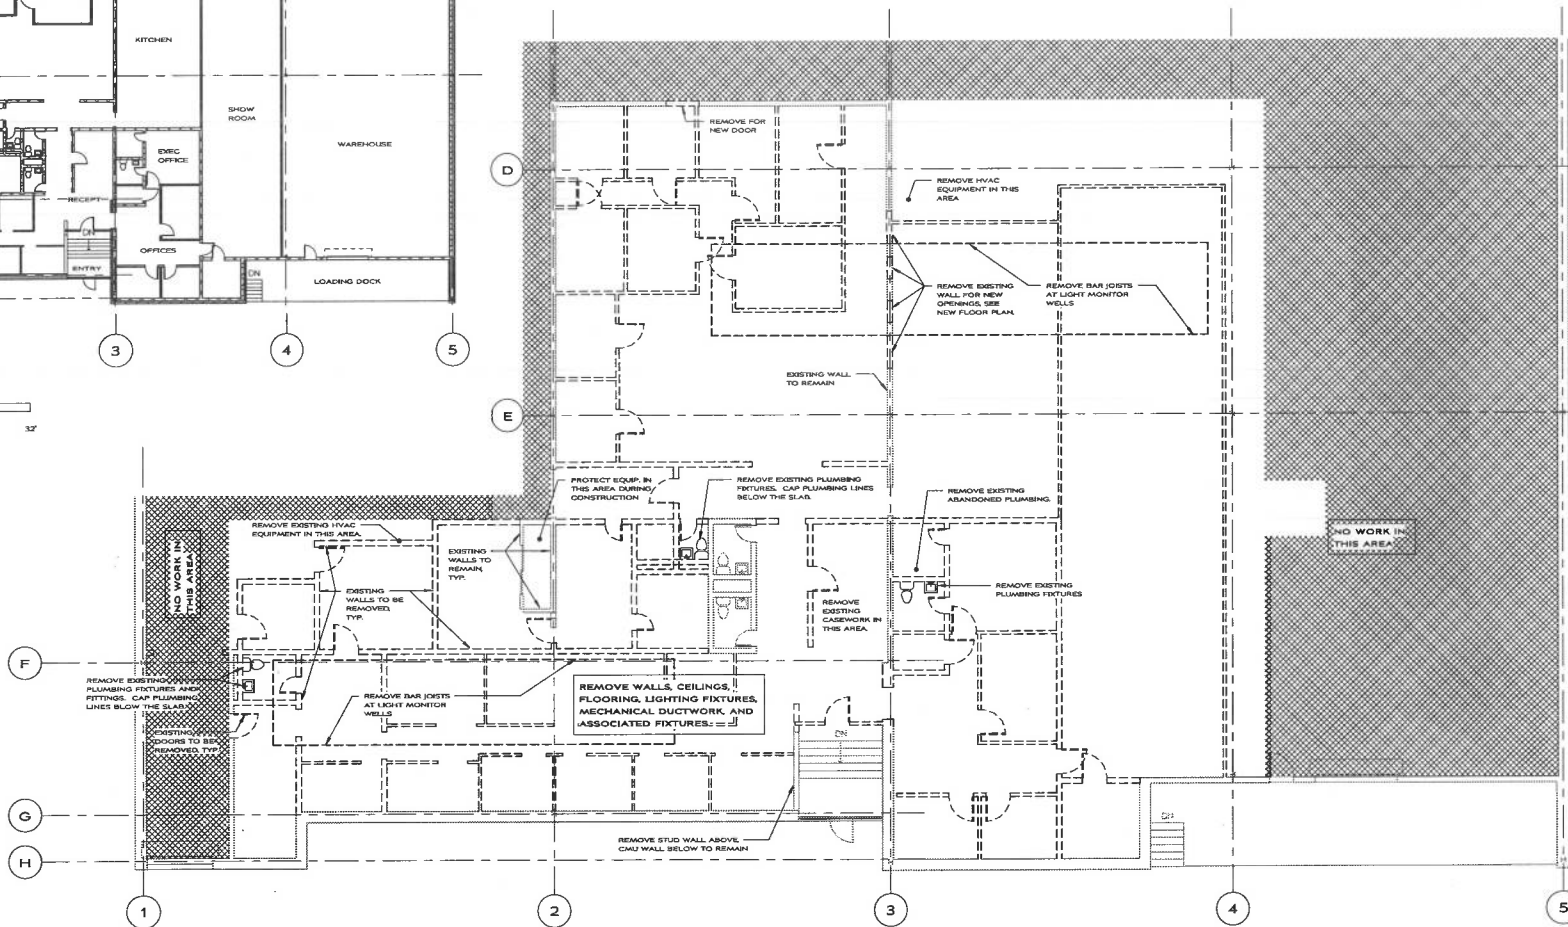 KITCHEN
SHOW
ROOM
WAREHOUSE
EXEC
OFFICE
RECEPT
DN
OFFICES
ENTRY
DN
LOADING DOCK
3
4
5
32'
REMOVE FOR
NEW DOOR
D
REMOVE HVAC
EQUIPMENT IN THIS
AREA
REMOVE EXISTING
WALL FOR NEW
OPENINGS, SEE
NEW FLOOR PLAN.
REMOVE BAR JOISTS
AT LIGHT MONITOR
WELLS
EXISTING WALL
TO REMAIN
E
PROTECT EQUIP. IN
THIS AREA DURING
CONSTRUCTION
REMOVE EXISTING PLUMBING
FIXTURES. CAP PLUMBING LINES
BELOW THE SLAB.
REMOVE EXISTING
ABANDONED PLUMBING.
NO WORK IN
THIS AREA
REMOVE EXISTING HVAC
EQUIPMENT IN THIS AREA.
NO WORK IN
THIS AREA
EXISTING
WALLS TO
REMAIN,
TYP.
EXISTING
WALLS TO BE
REMOVED,
TYP.
REMOVE
EXISTING
CASEWORK IN
THIS AREA
REMOVE EXISTING
PLUMBING FIXTURES
F
REMOVE EXISTING
PLUMBING FIXTURES AND
FITTINGS. CAP PLUMBING
LINES BLOW THE SLAB.
REMOVE BAR JOISTS
AT LIGHT MONITOR
WELLS
REMOVE WALLS, CEILINGS,
FLOORING, LIGHTING FIXTURES,
MECHANICAL DUCTWORK, AND
ASSOCIATED FIXTURES.
EXISTING
DOORS TO BE
REMOVED, TYP
DN
G
REMOVE STUD WALL ABOVE,
CMU WALL BELOW TO REMAIN
DN
H
1
2
3
4
5